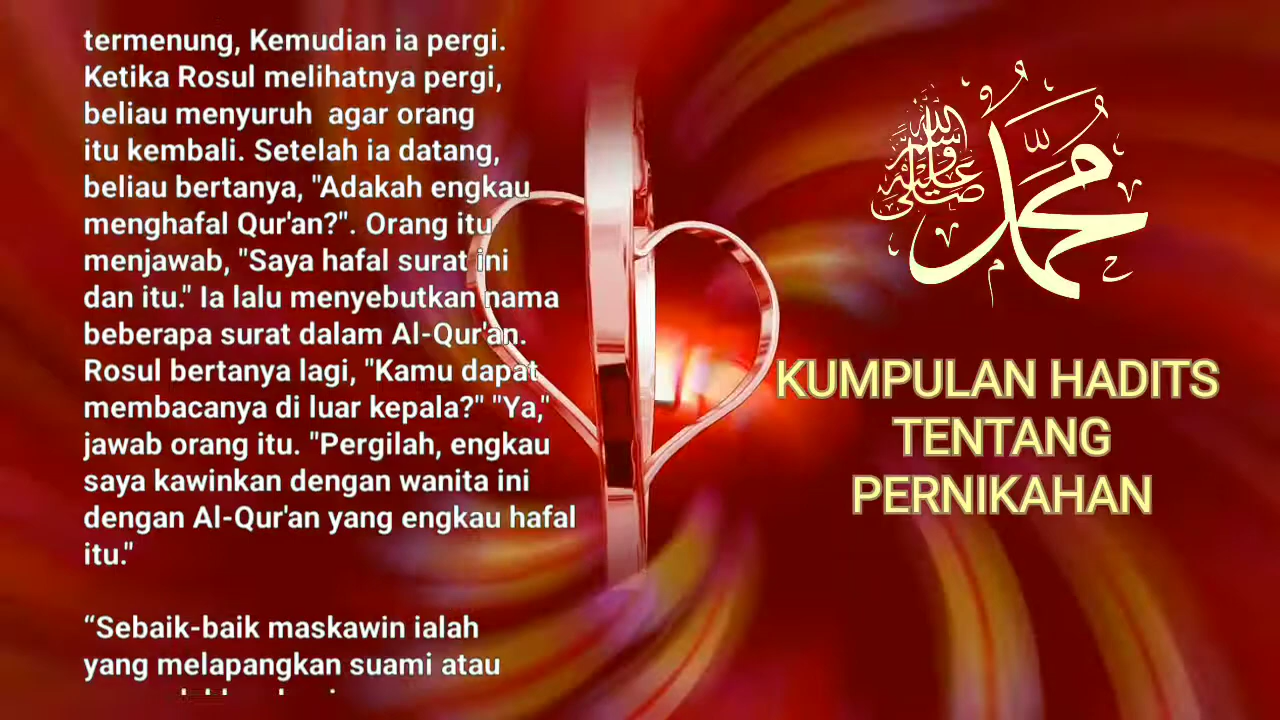 termenung, Kemudian ia pergi.
Ketika Rosul melihatnya pergi,
beliau menyuruh  agar orang
itu kembali. Setelah ia datang,
beliau bertanya, "Adakah engkau
menghafal Qur'an?". Orang itu
menjawab, "Saya hafal surat ini
dan itu." Ia lalu menyebutkan nama
beberapa surat dalam Al-Qur'an.
Rosul bertanya lagi, "Kamu dapat
membacanya di luar kepala?" "Ya,"
jawab orang itu. "Pergilah, engkau
saya kawinkan dengan wanita ini
dengan Al-Qur'an yang engkau hafal
itu."
“Sebaik-baik maskawin ialah
yang melapangkan suami atau
محمد صلى الله عليه وسلم
KUMPULAN HADITS
TENTANG
PERNIKAHAN